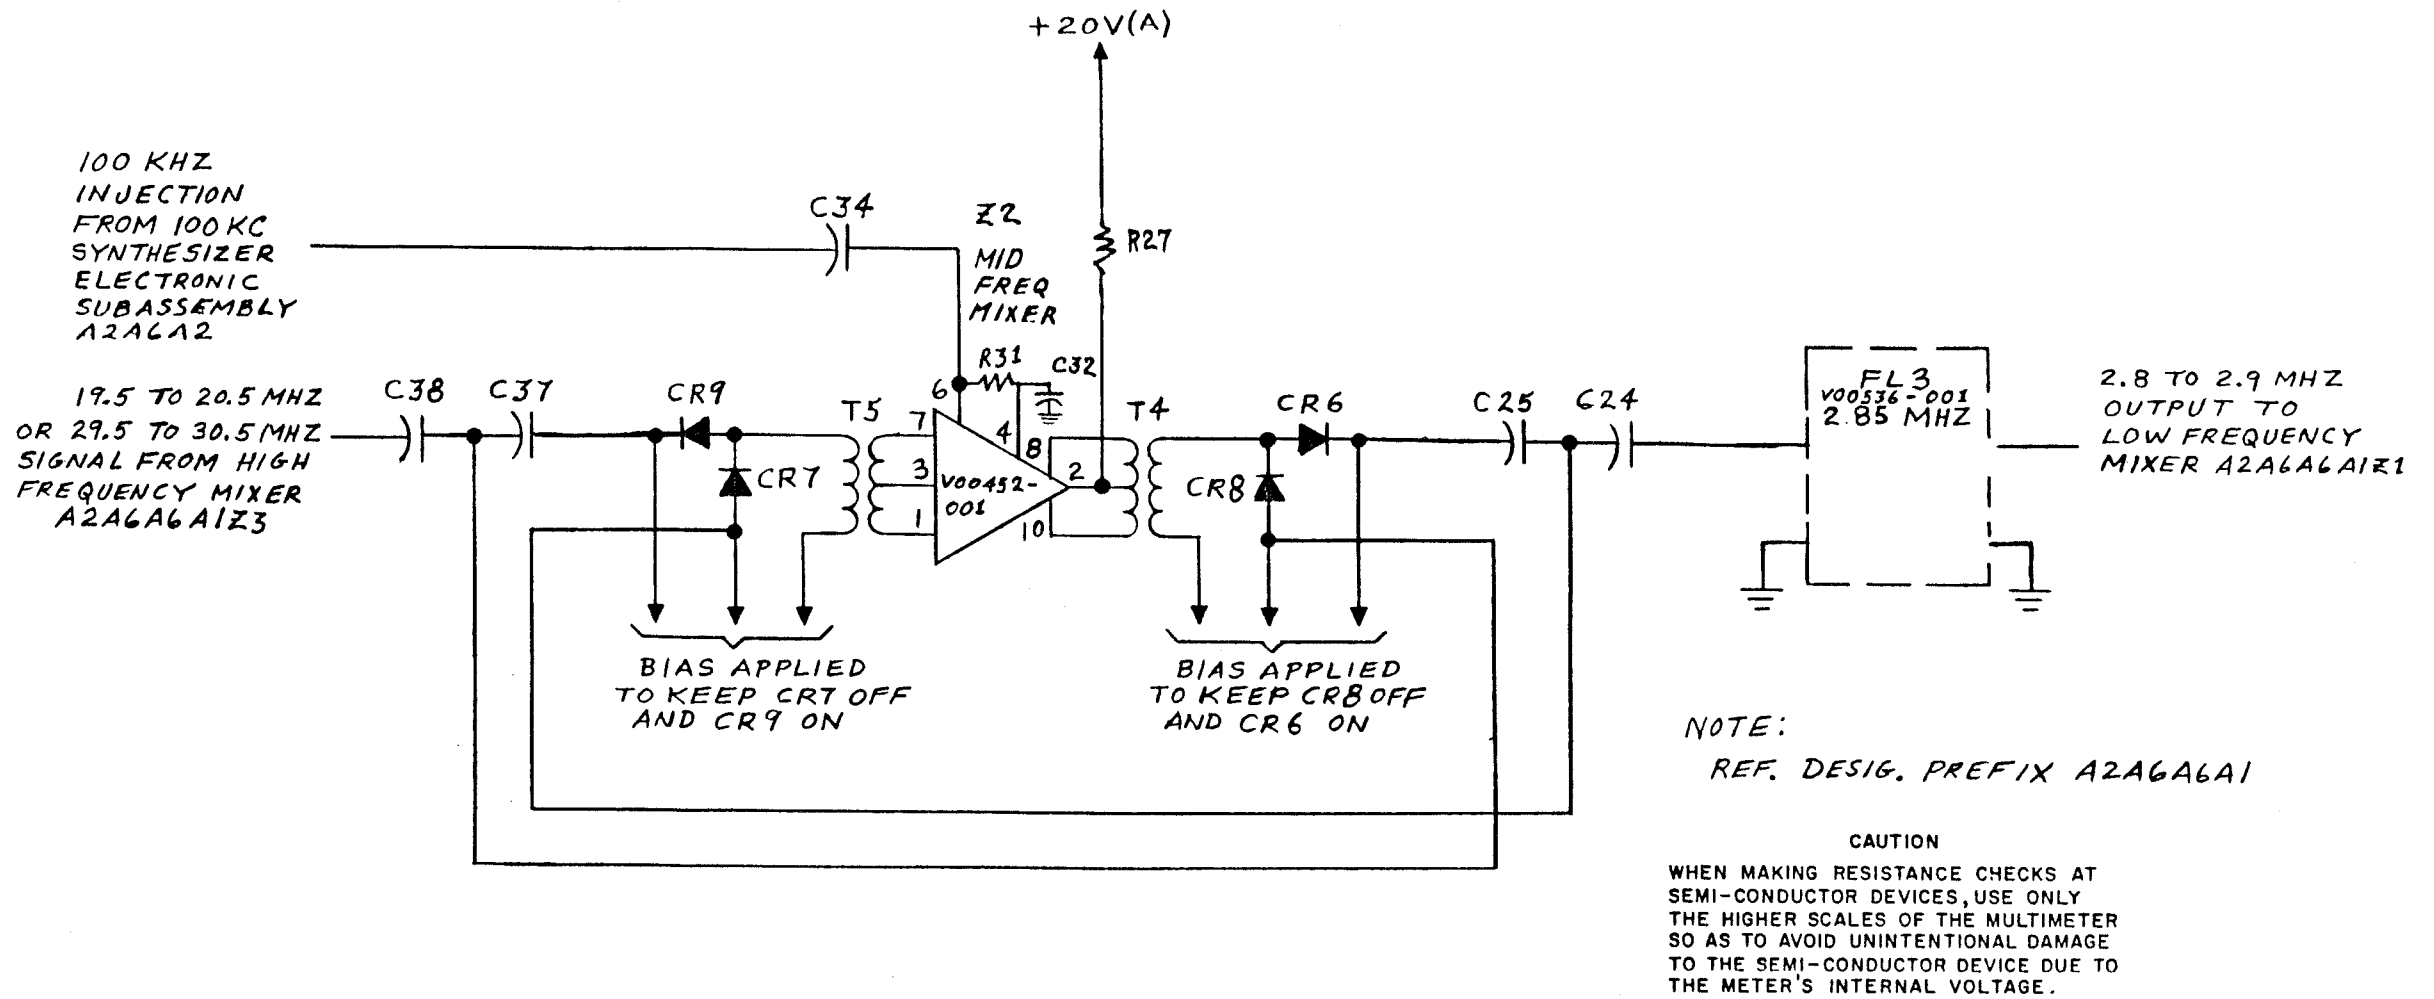 +20V(A)
100 KHZ
INJECTION
FROM 100KC
SYNTHESIZER
ELECTRONIC
SUBASSEMBLY
A2A6A2
C34
Z2
MID
FREQ
MIXER
R27
19.5 TO 20.5 MHZ
OR 29.5 TO 30.5 MHZ
SIGNAL FROM HIGH
FREQUENCY MIXER
A2A6A6A1Z3
C38
C37
CR9
CR7
T5
6
R31
C32
7
3
1
4
8
2
10
V00452-
001
T4
CR6
CR8
C25
C24
FL3
V00536-001
2.85 MHZ
2.8 TO 2.9 MHZ
OUTPUT TO
LOW FREQUENCY
MIXER A2A6A6A1Z1
BIAS APPLIED
TO KEEP CR7 OFF
AND CR9 ON
BIAS APPLIED
TO KEEP CR8 OFF
AND CR6 ON
NOTE:
REF. DESIG. PREFIX A2A6A6A1
CAUTION
WHEN MAKING RESISTANCE CHECKS AT
SEMI-CONDUCTOR DEVICES, USE ONLY
THE HIGHER SCALES OF THE MULTIMETER
SO AS TO AVOID UNINTENTIONAL DAMAGE
TO THE SEMI-CONDUCTOR DEVICE DUE TO
THE METER'S INTERNAL VOLTAGE.